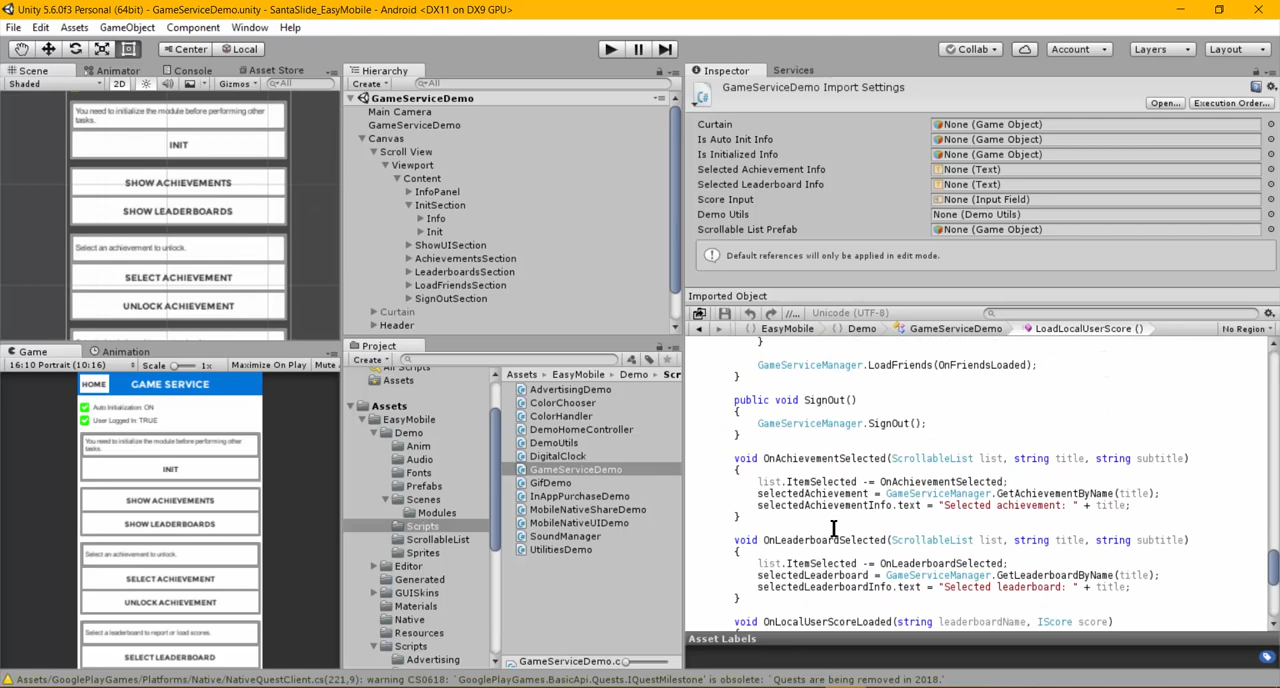 Unity 5.6.0f3 Personal (64bit) - GameServiceDemo.unity - SantaSlide_EasyMobile - Android <DX11 on DX9 GPU>
File Edit Assets GameObject Component Window Help
Center Local Collab Account Layers Layout
Scene Animator Console Asset Store
Shaded 2D Gizmos All
You need to initialize the module before performing other
tasks.
INIT
SHOW ACHIEVEMENTS
SHOW LEADERBOARDS
Select an achievement to unlock.
SELECT ACHIEVEMENT
UNLOCK ACHIEVEMENT
Game Animation
16:10 Portrait (10:16) Scale 1x Maximize On Play Mute
HOME GAME SERVICE
Auto Initialization: ON
User Logged In: TRUE
You need to initialize the module before performing other
tasks.
INIT
SHOW ACHIEVEMENTS
SHOW LEADERBOARDS
Select an achievement to unlock.
SELECT ACHIEVEMENT
UNLOCK ACHIEVEMENT
Select a leaderboard to report or load scores.
SELECT LEADERBOARD
Hierarchy
Create All
GameServiceDemo
Main Camera
GameServiceDemo
Canvas
Scroll View
Viewport
Content
InfoPanel
InitSection
Info
Init
ShowUISection
AchievementsSection
LeaderboardsSection
LoadFriendsSection
SignOutSection
Curtain
Header
Project
Create
All Scripts
Assets
Assets
EasyMobile
Demo
Anim
Audio
Fonts
Prefabs
Scenes
Modules
Scripts
ScrollableList
Sprites
Editor
Generated
GUISkins
Materials
Native
Resources
Scripts
Advertising
Assets EasyMobile Demo Scr
AdvertisingDemo
ColorChooser
ColorHandler
DemoHomeController
DemoUtils
DigitalClock
GameServiceDemo
GifDemo
InAppPurchaseDemo
MobileNativeShareDemo
MobileNativeUIDemo
SoundManager
UtilitiesDemo
GameServiceDemo.c
Inspector Services
GameServiceDemo Import Settings
Open... Execution Order...
Curtain None (Game Object)
Is Auto Init Info None (Game Object)
Is Initialized Info None (Game Object)
Selected Achievement Info None (Text)
Selected Leaderboard Info None (Text)
Score Input None (Input Field)
Demo Utils None (Demo Utils)
Scrollable List Prefab None (Game Object)
Default references will only be applied in edit mode.
Imported Object
//... Unicode (UTF-8)
EasyMobile Demo GameServiceDemo LoadLocalUserScore () No Region
}
GameServiceManager.LoadFriends(OnFriendsLoaded);
}
public void SignOut()
{
GameServiceManager.SignOut();
}
void OnAchievementSelected(ScrollableList list, string title, string subtitle)
{
list.ItemSelected -= OnAchievementSelected;
selectedAchievement = GameServiceManager.GetAchievementByName(title);
selectedAchievementInfo.text = "Selected achievement: " + title;
}
void OnLeaderboardSelected(ScrollableList list, string title, string subtitle)
{
list.ItemSelected -= OnLeaderboardSelected;
selectedLeaderboard = GameServiceManager.GetLeaderboardByName(title);
selectedLeaderboardInfo.text = "Selected leaderboard: " + title;
}
void OnLocalUserScoreLoaded(string leaderboardName, IScore score)
Asset Labels
Assets/GooglePlayGames/Platforms/Native/NativeQuestClient.cs(221,9): warning CS0618: `GooglePlayGames.BasicApi.Quests.IQuestMilestone' is obsolete: `Quests are being removed in 2018.'